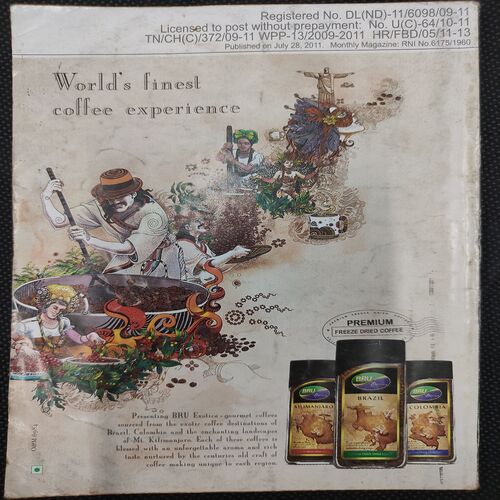 Registered No. DL(ND)-11/6098/09-11
Licensed to post without prepayment: No. U(C)-64/10-11
TN/CH(C)/372/09-11 WPP-13/2009-2011 HR/FBD/05/11-13
Published on July 28, 2011. Monthly Magazine: RNI No.6175/1960
World's finest
coffee experience
PREMIUM
FREEZE DRIED COFFEE
BRU
KILIMANJARO
BRU
BRAZIL
BRU
COLOMBIA
Presenting BRU Exotica - gourmet coffees
sourced from the exotic coffee destinations of
Brazil, Colombia and the enchanting landscapes
of Mt. Kilimanjaro. Each of these coffees is
blessed with an unforgettable aroma and rich
taste nurtured by the centuries old craft of
coffee making unique to each region.